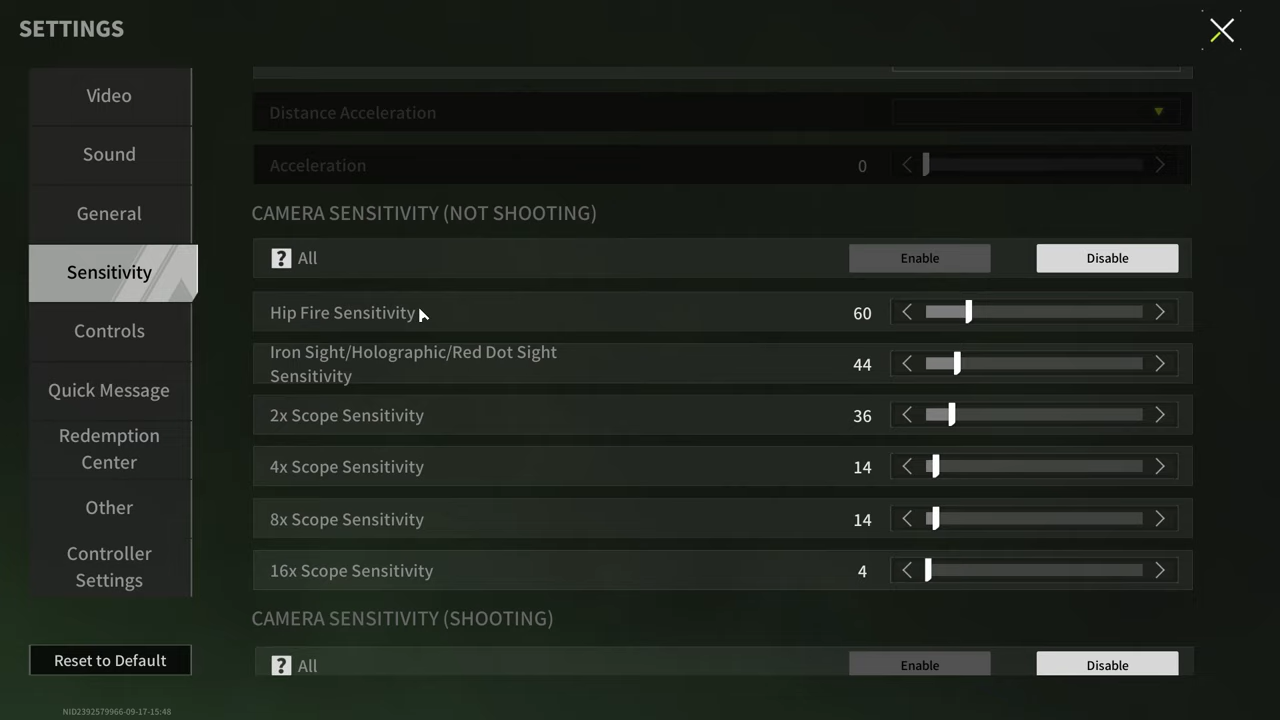 SETTINGS
Video
Sound
General
Sensitivity
Controls
Quick Message
Redemption
Center
Other
Controller
Settings
Reset to Default
Distance Acceleration
Acceleration 0
CAMERA SENSITIVITY (NOT SHOOTING)
? All Enable Disable
Hip Fire Sensitivity 60
Iron Sight/Holographic/Red Dot Sight
Sensitivity 44
2x Scope Sensitivity 36
4x Scope Sensitivity 14
8x Scope Sensitivity 14
16x Scope Sensitivity 4
CAMERA SENSITIVITY (SHOOTING)
? All Enable Disable
NID2392579966-09-17-15:48